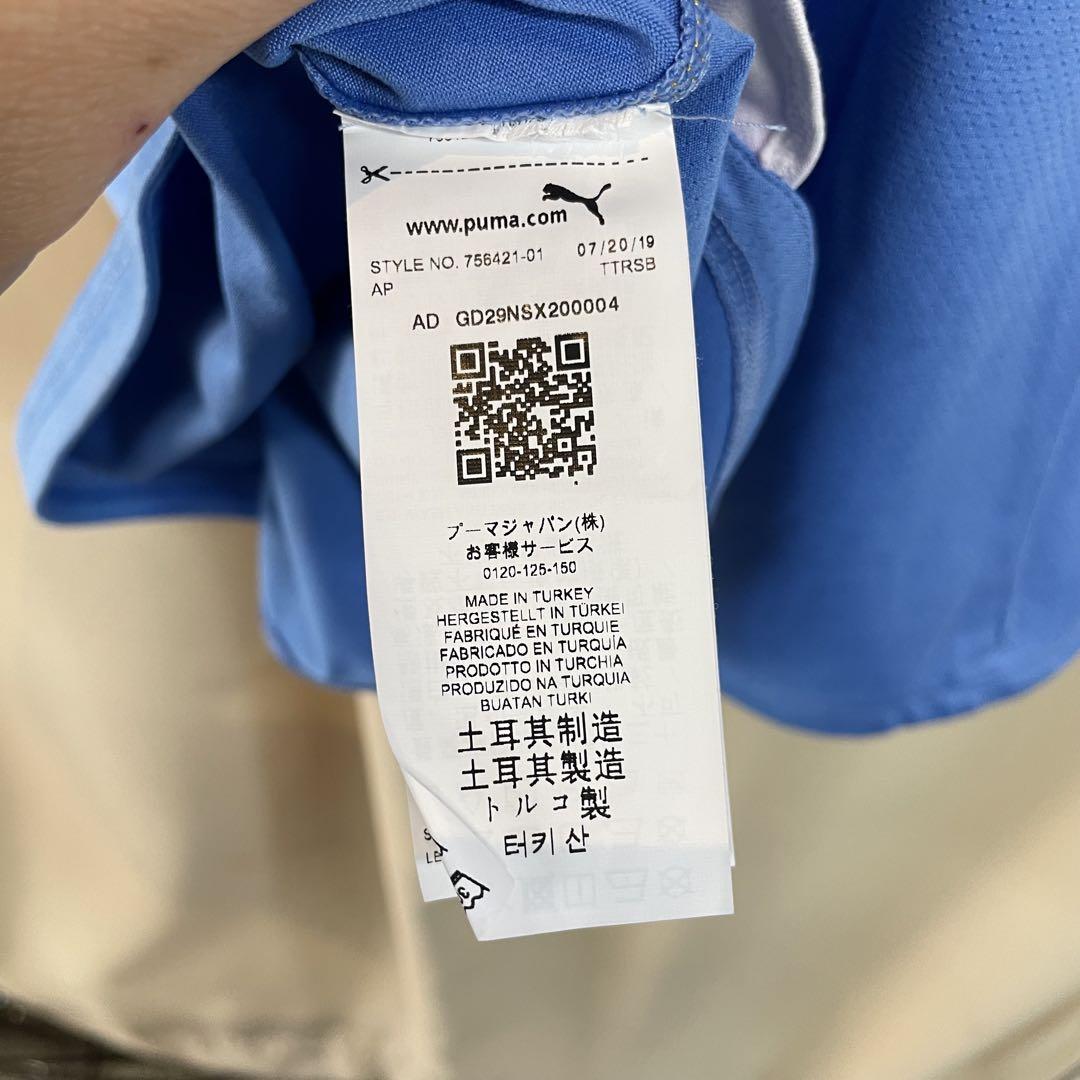 www.puma.com
STYLE NO. 756421-01 07/20/19
AP TTRSB
AD GD29NSX200004
プーマジャパン(株)
お客様サービス
0120-125-150
MADE IN TURKEY
HERGESTELLT IN TÜRKEI
FABRIQUÉ EN TURQUIE
FABRICADO EN TURQUÍA
PRODOTTO IN TURCHIA
PRODUZIDO NA TURQUIA
BUATAN TURKI
土耳其制造
土耳其製造
トルコ製
터키산